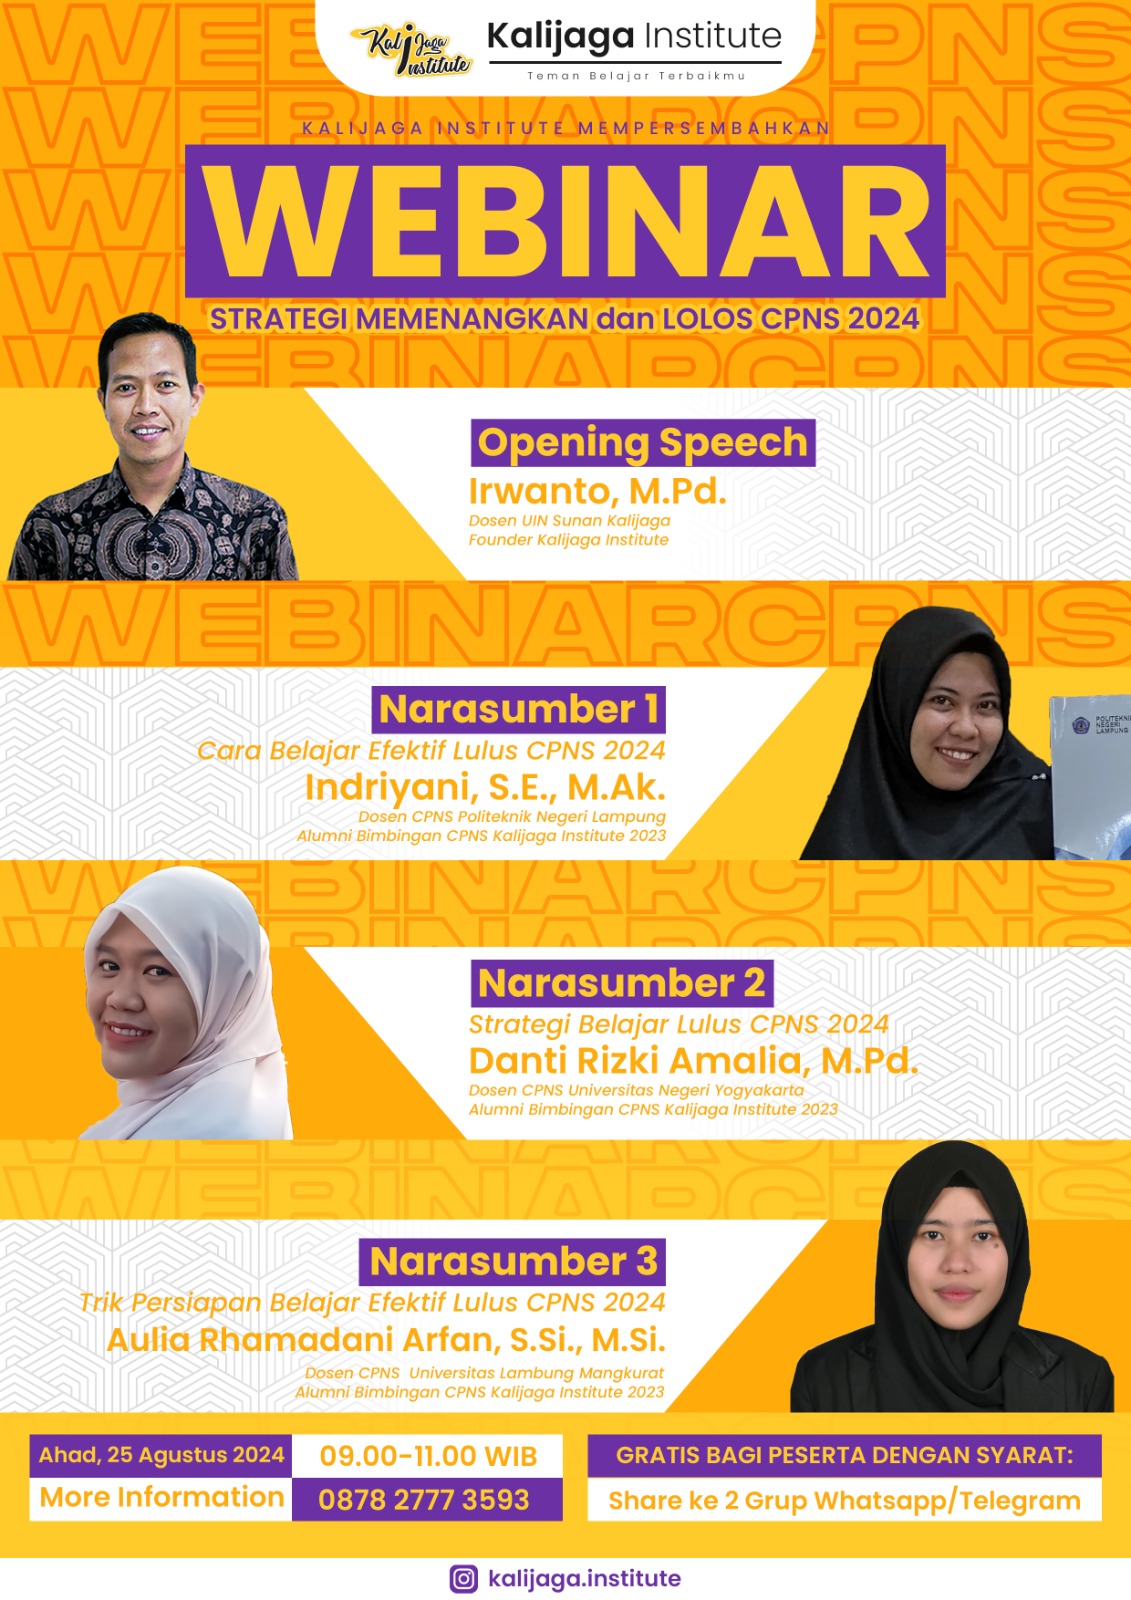 Kalijaga Institute
Kalijaga Institute
Teman Belajar Terbaikmu
KALIJAGA INSTITUTE MEMPERSEMBAHKAN
WEBINAR
STRATEGI MEMENANGKAN dan LOLOS CPNS 2024
Opening Speech
Irwanto, M.Pd.
Dosen UIN Sunan Kalijaga
Founder Kalijaga Institute
WEBINARCPNS
Narasumber 1
Cara Belajar Efektif Lulus CPNS 2024
Indriyani, S.E., M.Ak.
Dosen CPNS Politeknik Negeri Lampung
Alumni Bimbingan CPNS Kalijaga Institute 2023
POLITEKNIK
NEGERI
LAMPUNG
Narasumber 2
Strategi Belajar Lulus CPNS 2024
Danti Rizki Amalia, M.Pd.
Dosen CPNS Universitas Negeri Yogyakarta
Alumni Bimbingan CPNS Kalijaga Institute 2023
Narasumber 3
Trik Persiapan Belajar Efektif Lulus CPNS 2024
Aulia Rhamadani Arfan, S.Si., M.Si.
Dosen CPNS Universitas Lambung Mangkurat
Alumni Bimbingan CPNS Kalijaga Institute 2023
Ahad, 25 Agustus 2024 09.00-11.00 WIB
More Information 0878 2777 3593
GRATIS BAGI PESERTA DENGAN SYARAT:
Share ke 2 Grup Whatsapp/Telegram
kalijaga.institute